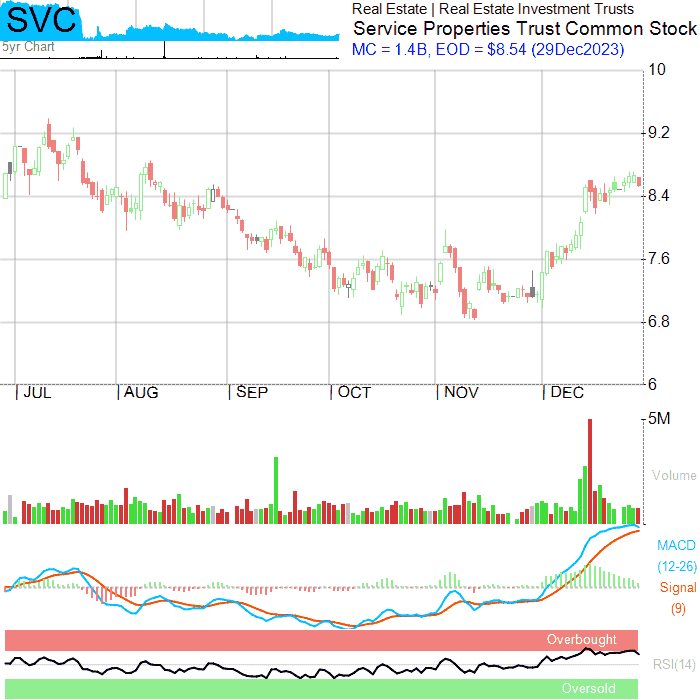 SVC
5yr Chart
Real Estate | Real Estate Investment Trusts
Service Properties Trust Common Stock
MC = 1.4B, EOD = $8.54 (29Dec2023)
10
9.2
8.4
7.6
6.8
6
JUL AUG SEP OCT NOV DEC
5M
Volume
MACD
(12-26)
Signal
(9)
Overbought
RSI(14)
Oversold